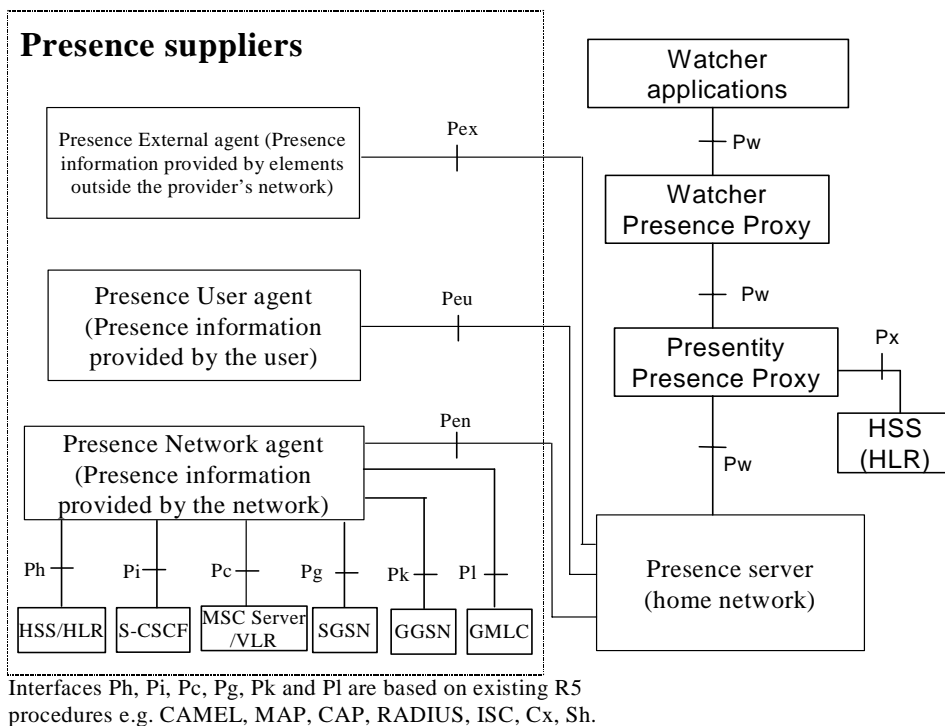 Presence suppliers
Presence External agent (Presence
information provided by elements
outside the provider's network)
Pex
Presence User agent
(Presence information
provided by the user)
Peu
Presence Network agent
(Presence information
provided by the network)
Pen
Ph
Pi
Pc
Pg
Pk
Pl
HSS/HLR
S-CSCF
MSC Server
/VLR
SGSN
GGSN
GMLC
Watcher
applications
Pw
Watcher
Presence Proxy
Pw
Presentity
Presence Proxy
Px
HSS
(HLR)
Pw
Presence server
(home network)
Interfaces Ph, Pi, Pc, Pg, Pk and Pl are based on existing R5
procedures e.g. CAMEL, MAP, CAP, RADIUS, ISC, Cx, Sh.